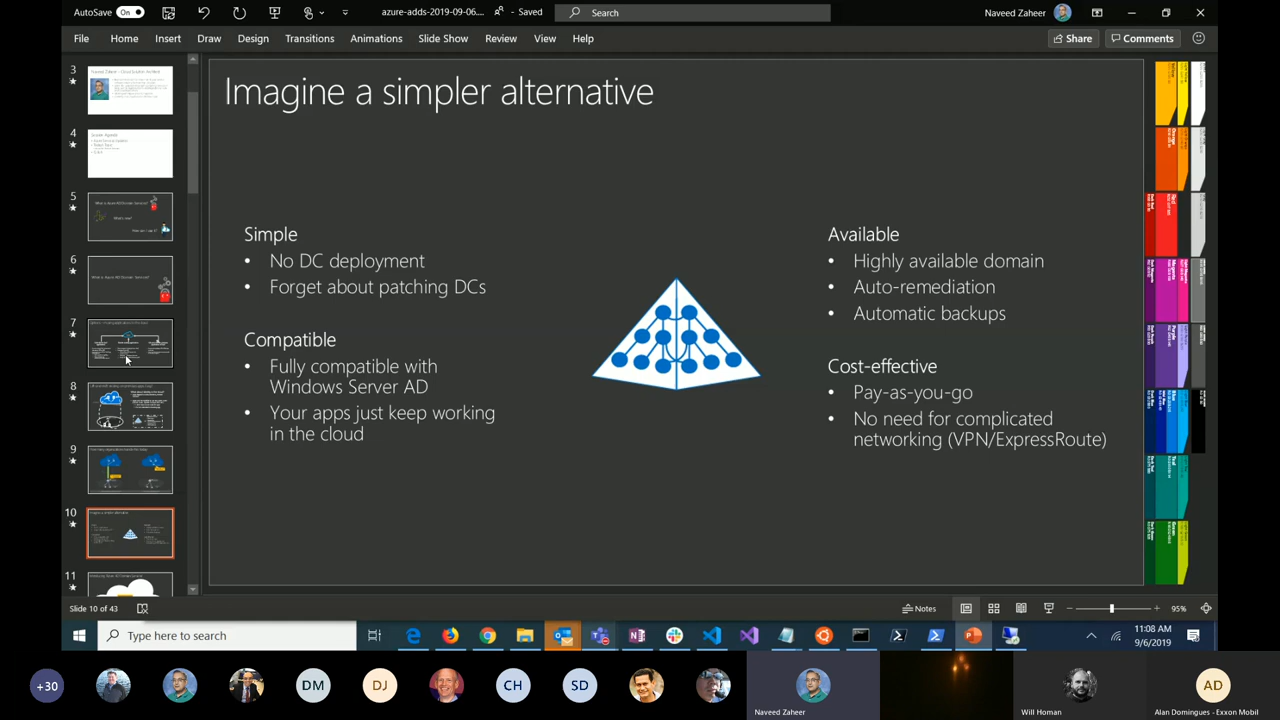 AutoSave
On
azure-adds-2019-09-06....
- Saved
Search
Naveed Zaheer
File
Home
Insert
Draw
Design
Transitions
Animations
Slide Show
Review
View
Help
Share
Comments
3
4
5
What's new?
6
7
8
9
10
11
Imagine a simpler alternative
Simple
• No DC deployment
• Forget about patching DCs
Compatible
• Fully compatible with
Windows Server AD
• Your apps just keep working
in the cloud
Available
• Highly available domain
• Auto-remediation
• Automatic backups
Cost-effective
• Pay-as-you-go
• No need for complicated
networking (VPN/ExpressRoute)
Slide 10 of 43
Notes
95%
Type here to search
11:08 AM
9/6/2019
+30
DM
DJ
CH
SD
Naveed Zaheer
Will Homan
AD
Alan Domingues - Exxon Mobil